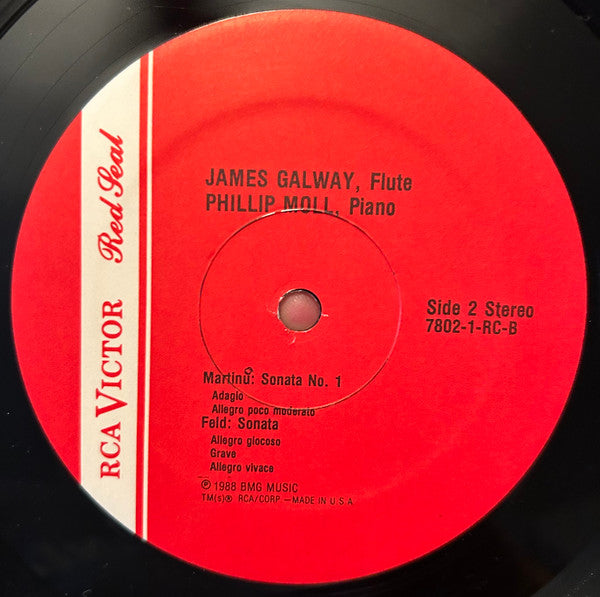 RCA VICTOR Red Seal
JAMES GALWAY, Flute
PHILLIP MOLL, Piano
Side 2 Stereo
7802-1-RC-B
Martinů: Sonata No. 1
Adagio
Allegro poco moderato
Feld: Sonata
Allegro giocoso
Grave
Allegro vivace
℗ 1988 BMG MUSIC
TM(s)® RCA/CORP.—MADE IN U.S.A.